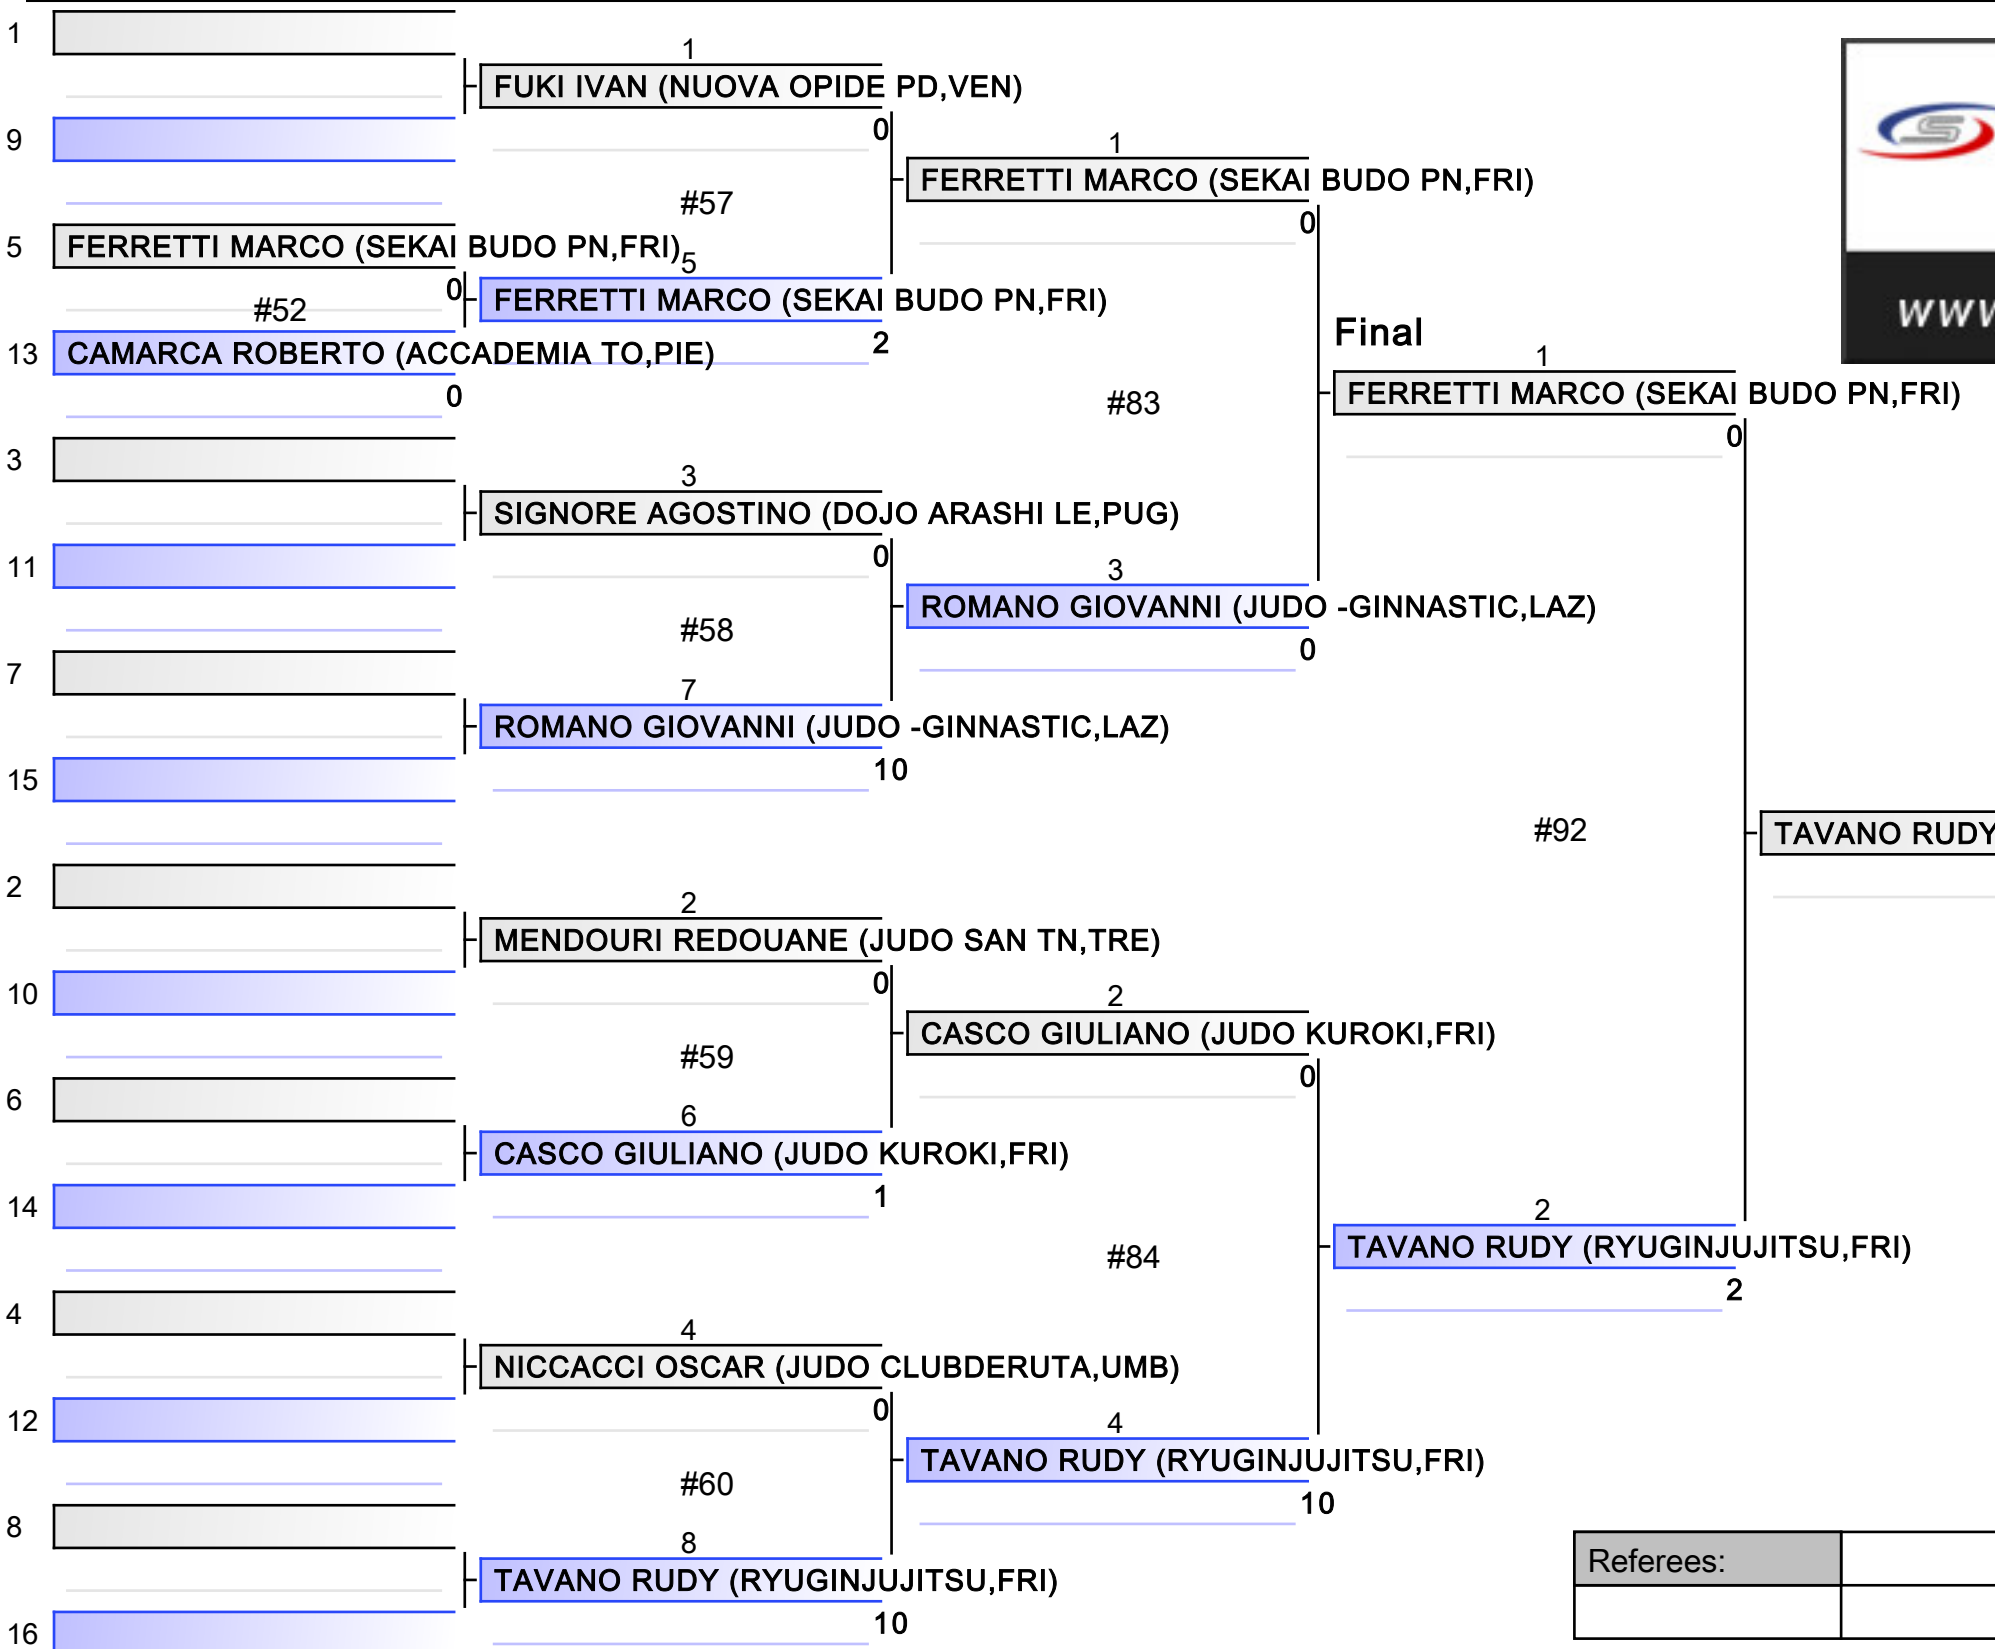 1
1
FUKI IVAN (NUOVA OPIDE PD,VEN)
0
9
1
FERRETTI MARCO (SEKAI BUDO PN,FRI)
0
#57
5
FERRETTI MARCO (SEKAI BUDO PN,FRI)
0
5
FERRETTI MARCO (SEKAI BUDO PN,FRI)
2
#52
13
CAMARCA ROBERTO (ACCADEMIA TO,PIE)
0
WWW
Final
1
FERRETTI MARCO (SEKAI BUDO PN,FRI)
0
#83
3
3
SIGNORE AGOSTINO (DOJO ARASHI LE,PUG)
0
11
3
ROMANO GIOVANNI (JUDO -GINNASTIC,LAZ)
0
#58
7
7
ROMANO GIOVANNI (JUDO -GINNASTIC,LAZ)
10
15
#92
TAVANO RUDY
2
2
MENDOURI REDOUANE (JUDO SAN TN,TRE)
0
10
2
CASCO GIULIANO (JUDO KUROKI,FRI)
0
#59
6
6
CASCO GIULIANO (JUDO KUROKI,FRI)
1
14
2
TAVANO RUDY (RYUGINJUJITSU,FRI)
2
#84
4
4
NICCACCI OSCAR (JUDO CLUBDERUTA,UMB)
0
12
4
TAVANO RUDY (RYUGINJUJITSU,FRI)
10
#60
8
8
TAVANO RUDY (RYUGINJUJITSU,FRI)
10
16
Referees: